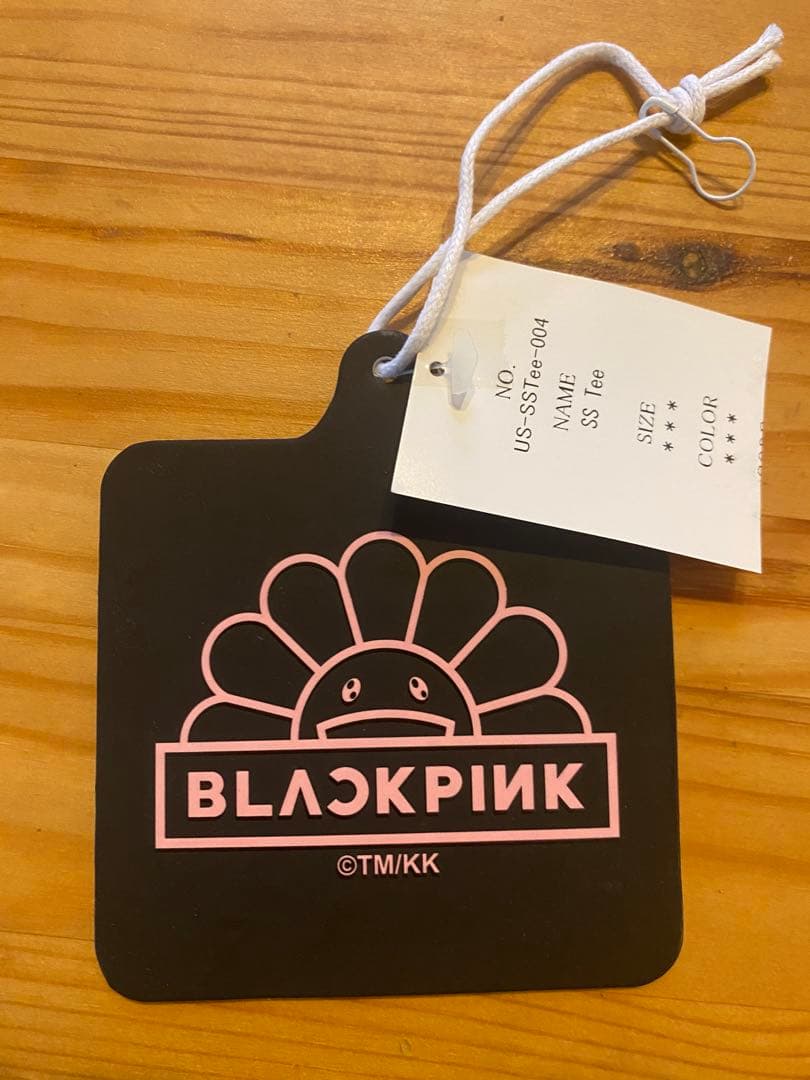 NO.
US-SSTee-004
NAME
SS Tee
SIZE
***
COLOR
***
BLACKPINK
©TM/KK